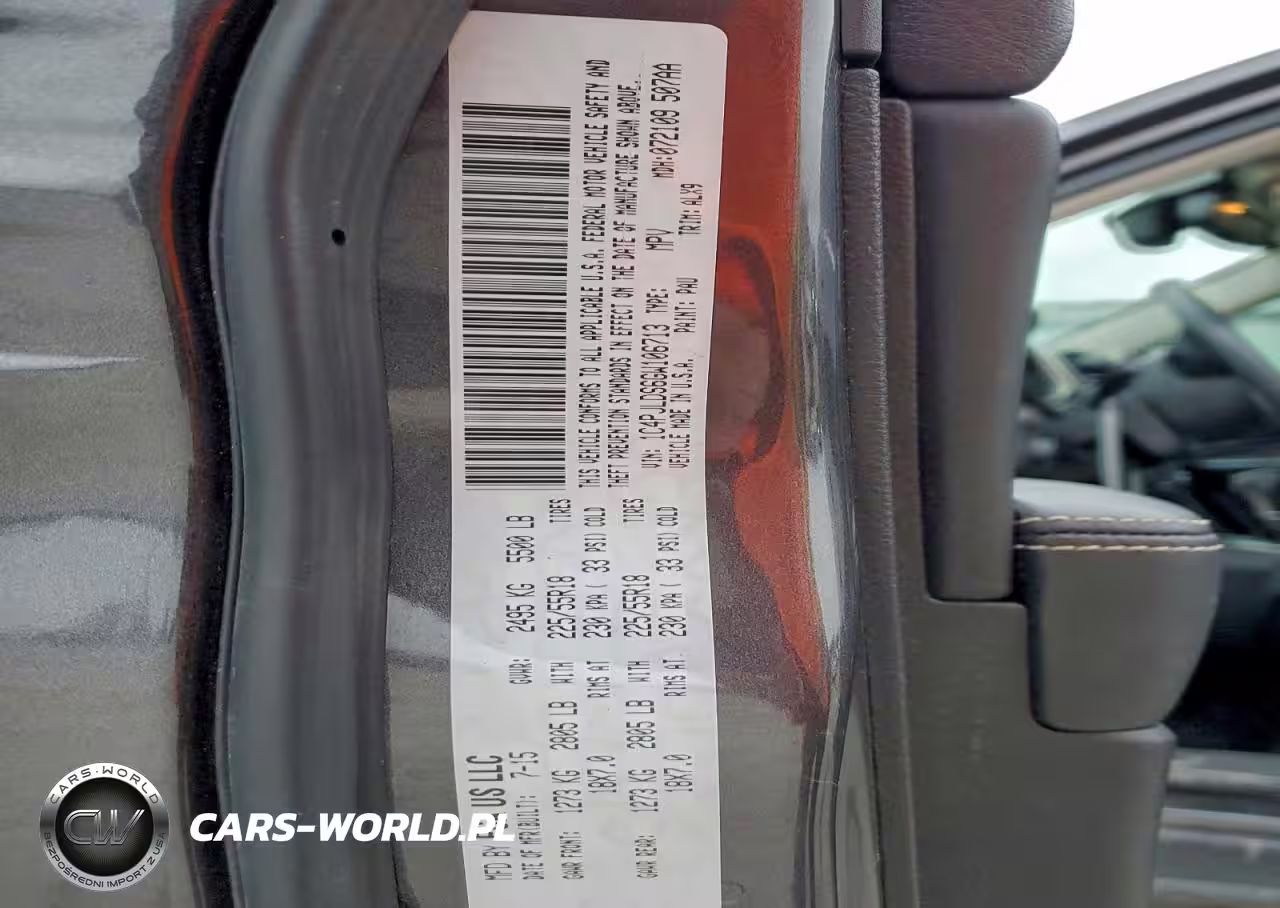 MFD BY US LLC
DATE OF MFR(BUILT): 7-15 GVWR: 2495 KG 5500 LB
GAWR FRONT: 1273 KG 2805 LB WITH 225/55R18 TIRES
18X7.0 RIMS AT 230 KPA ( 33 PSI) COLD
GAWR REAR: 1273 KG 2805 LB WITH 225/55R18 TIRES
18X7.0 RIMS AT 230 KPA ( 33 PSI) COLD
THIS VEHICLE CONFORMS TO ALL APPLICABLE U.S.A. FEDERAL MOTOR VEHICLE SAFETY AND
THEFT PREVENTION STANDARDS IN EFFECT ON THE DATE OF MANUFACTURE SHOWN ABOVE.
VIN: 1C4PJLDS6GW106713 TYPE: MPV MDH:072109 507AA
VEHICLE MADE IN U.S.A. PAINT: PAU TRIM: ALX9
CARS-WORLD
CW
BEZPOŚREDNI IMPORT Z USA
CARS-WORLD.PL